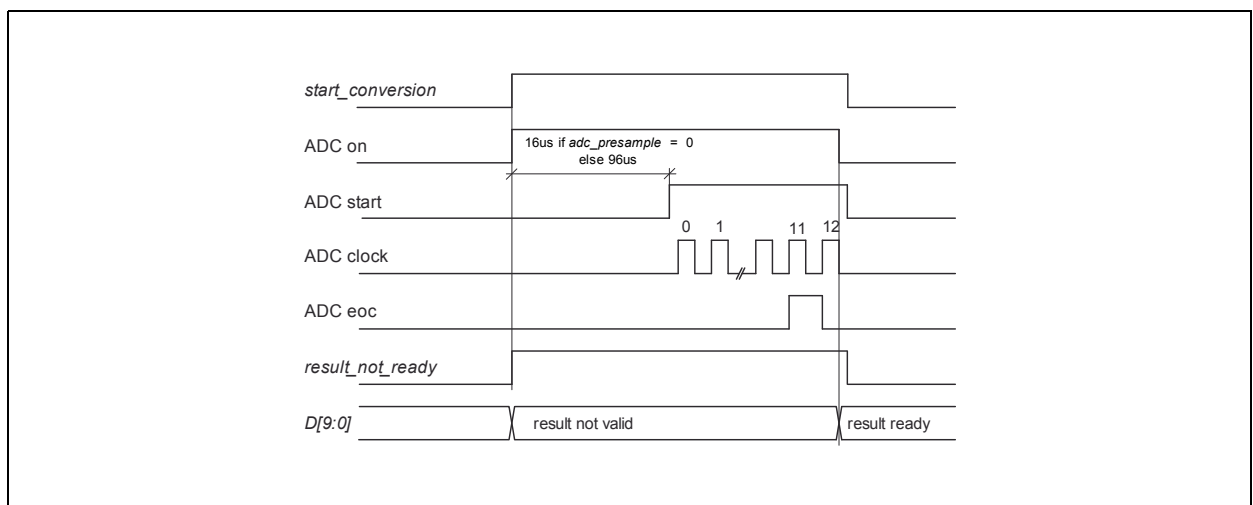 start_conversion
ADC on
16us if adc_presample = 0
else 96us
ADC start
0 1 11 12
ADC clock
ADC eoc
result_not_ready
D[9:0]
result not valid
result ready